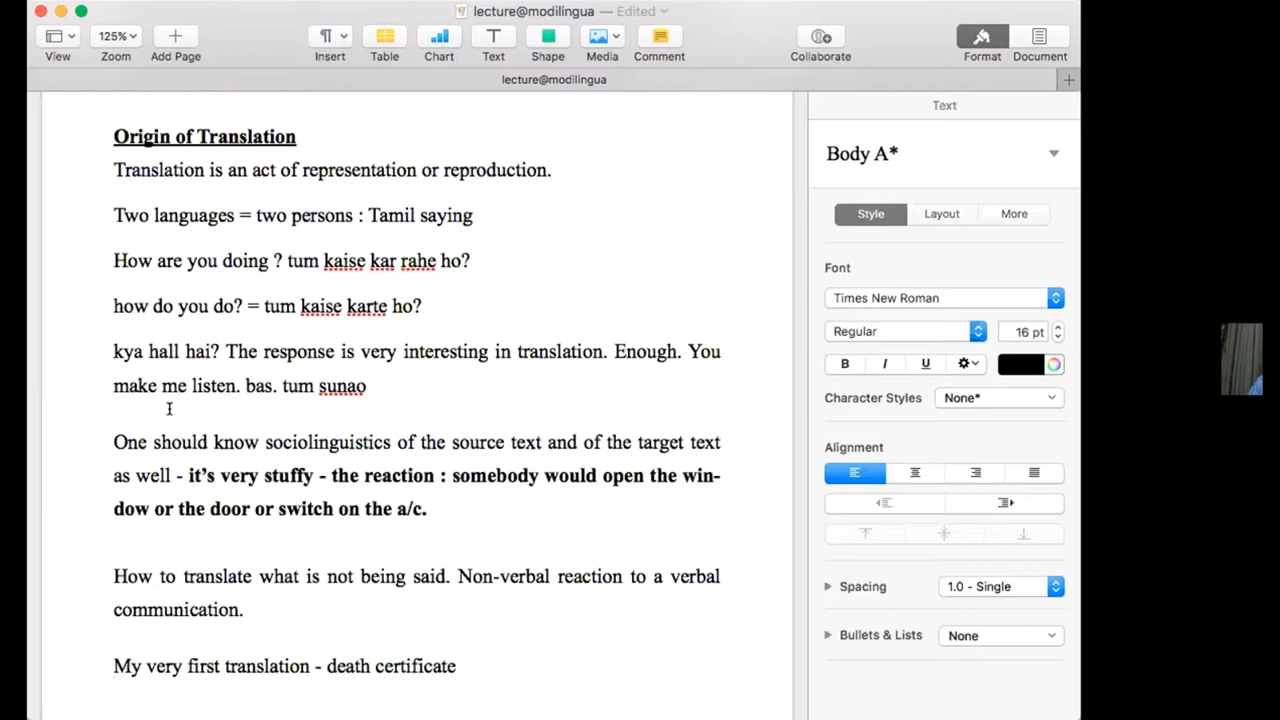 lecture@modilingua — Edited
125%
View
Zoom
Add Page
Insert
Table
Chart
Text
Shape
Media
Comment
Collaborate
Format
Document
lecture@modilingua
Origin of Translation
Translation is an act of representation or reproduction.
Two languages = two persons : Tamil saying
How are you doing ? tum kaise kar rahe ho?
how do you do? = tum kaise karte ho?
kya hall hai? The response is very interesting in translation. Enough. You
make me listen. bas. tum sunao
One should know sociolinguistics of the source text and of the target text
as well - it’s very stuffy - the reaction : somebody would open the win-
dow or the door or switch on the a/c.
How to translate what is not being said. Non-verbal reaction to a verbal
communication.
My very first translation - death certificate
Text
Body A*
Style
Layout
More
Font
Times New Roman
Regular
16 pt
B I U
Character Styles
None*
Alignment
Spacing
1.0 - Single
Bullets & Lists
None